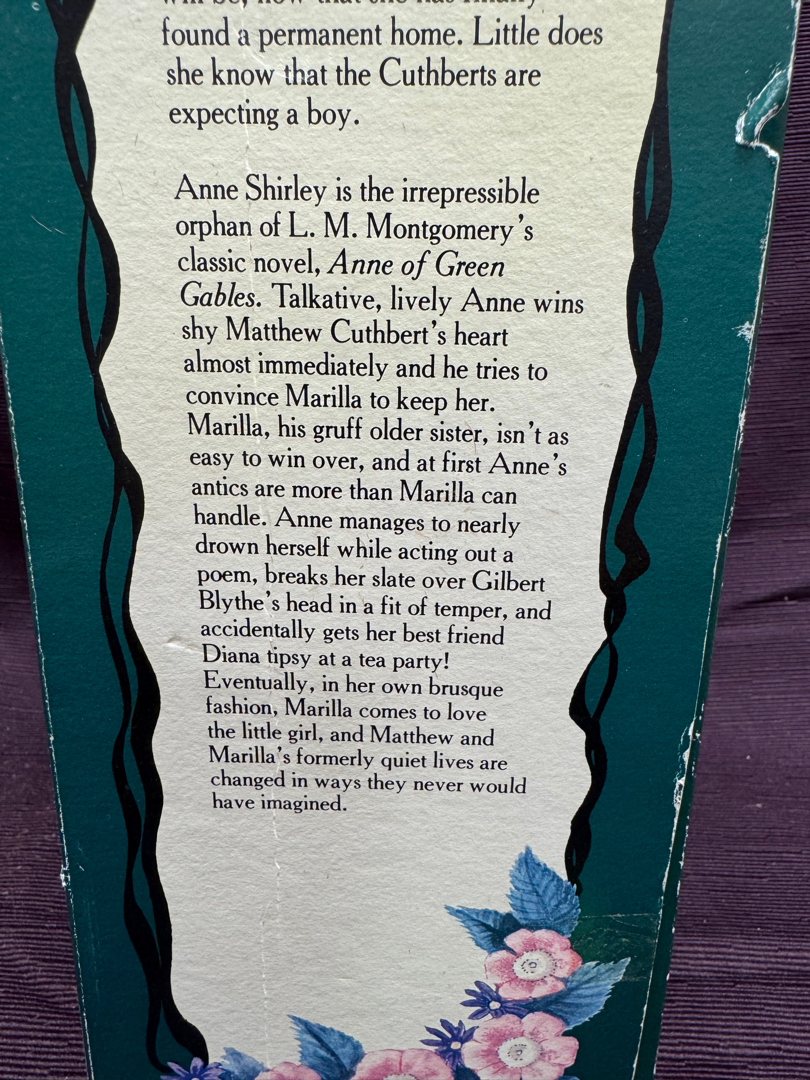 found a permanent home. Little does
she know that the Cuthberts are
expecting a boy.
Anne Shirley is the irrepressible
orphan of L. M. Montgomery's
classic novel, Anne of Green
Gables. Talkative, lively Anne wins
shy Matthew Cuthbert's heart
almost immediately and he tries to
convince Marilla to keep her.
Marilla, his gruff older sister, isn't as
easy to win over, and at first Anne's
antics are more than Marilla can
handle. Anne manages to nearly
drown herself while acting out a
poem, breaks her slate over Gilbert
Blythe's head in a fit of temper, and
accidentally gets her best friend
Diana tipsy at a tea party!
Eventually, in her own brusque
fashion, Marilla comes to love
the little girl, and Matthew and
Marilla's formerly quiet lives are
changed in ways they never would
have imagined.